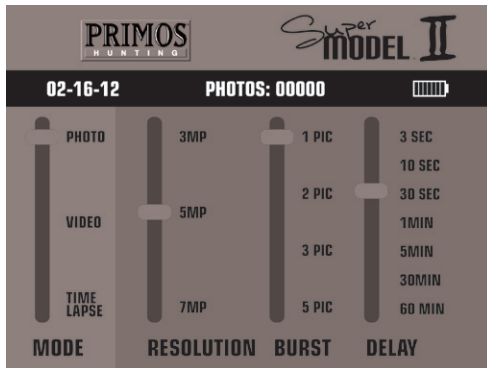 PRIMOS
HUNTING
Super
MODEL II
02-16-12
PHOTOS: 00000
PHOTO
VIDEO
TIME
LAPSE
MODE
3MP
5MP
7MP
RESOLUTION
1 PIC
2 PIC
3 PIC
5 PIC
BURST
3 SEC
10 SEC
30 SEC
1MIN
5MIN
30MIN
60 MIN
DELAY